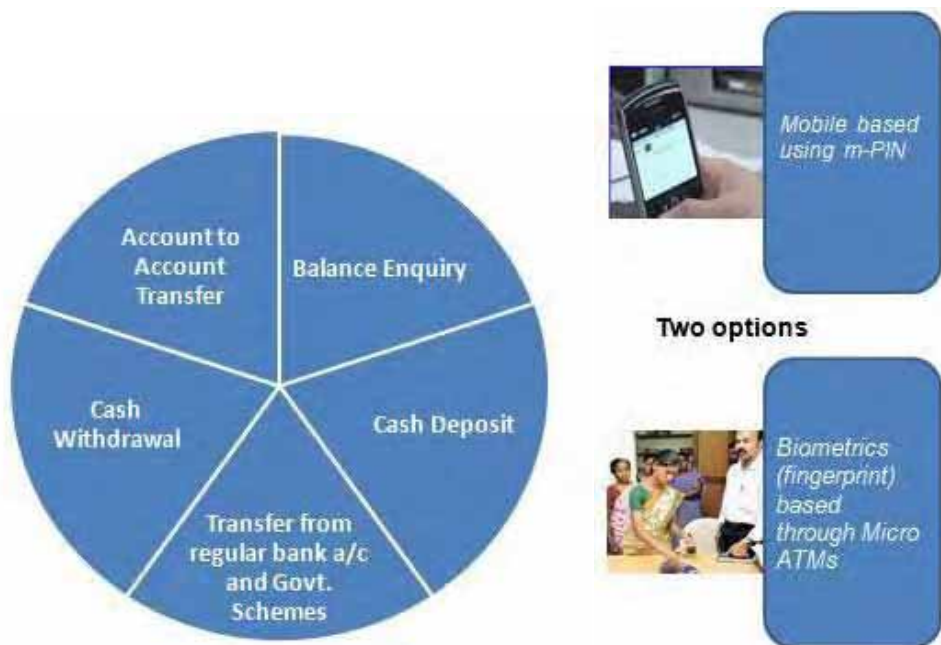 Account to
Account
Transfer
Balance Enquiry
Cash
Withdrawal
Cash Deposit
Transfer from
regular bank a/c
and Govt.
Schemes
Mobile based
using m-PIN
Two options
Biometrics
(fingerprint)
based
through Micro
ATMs